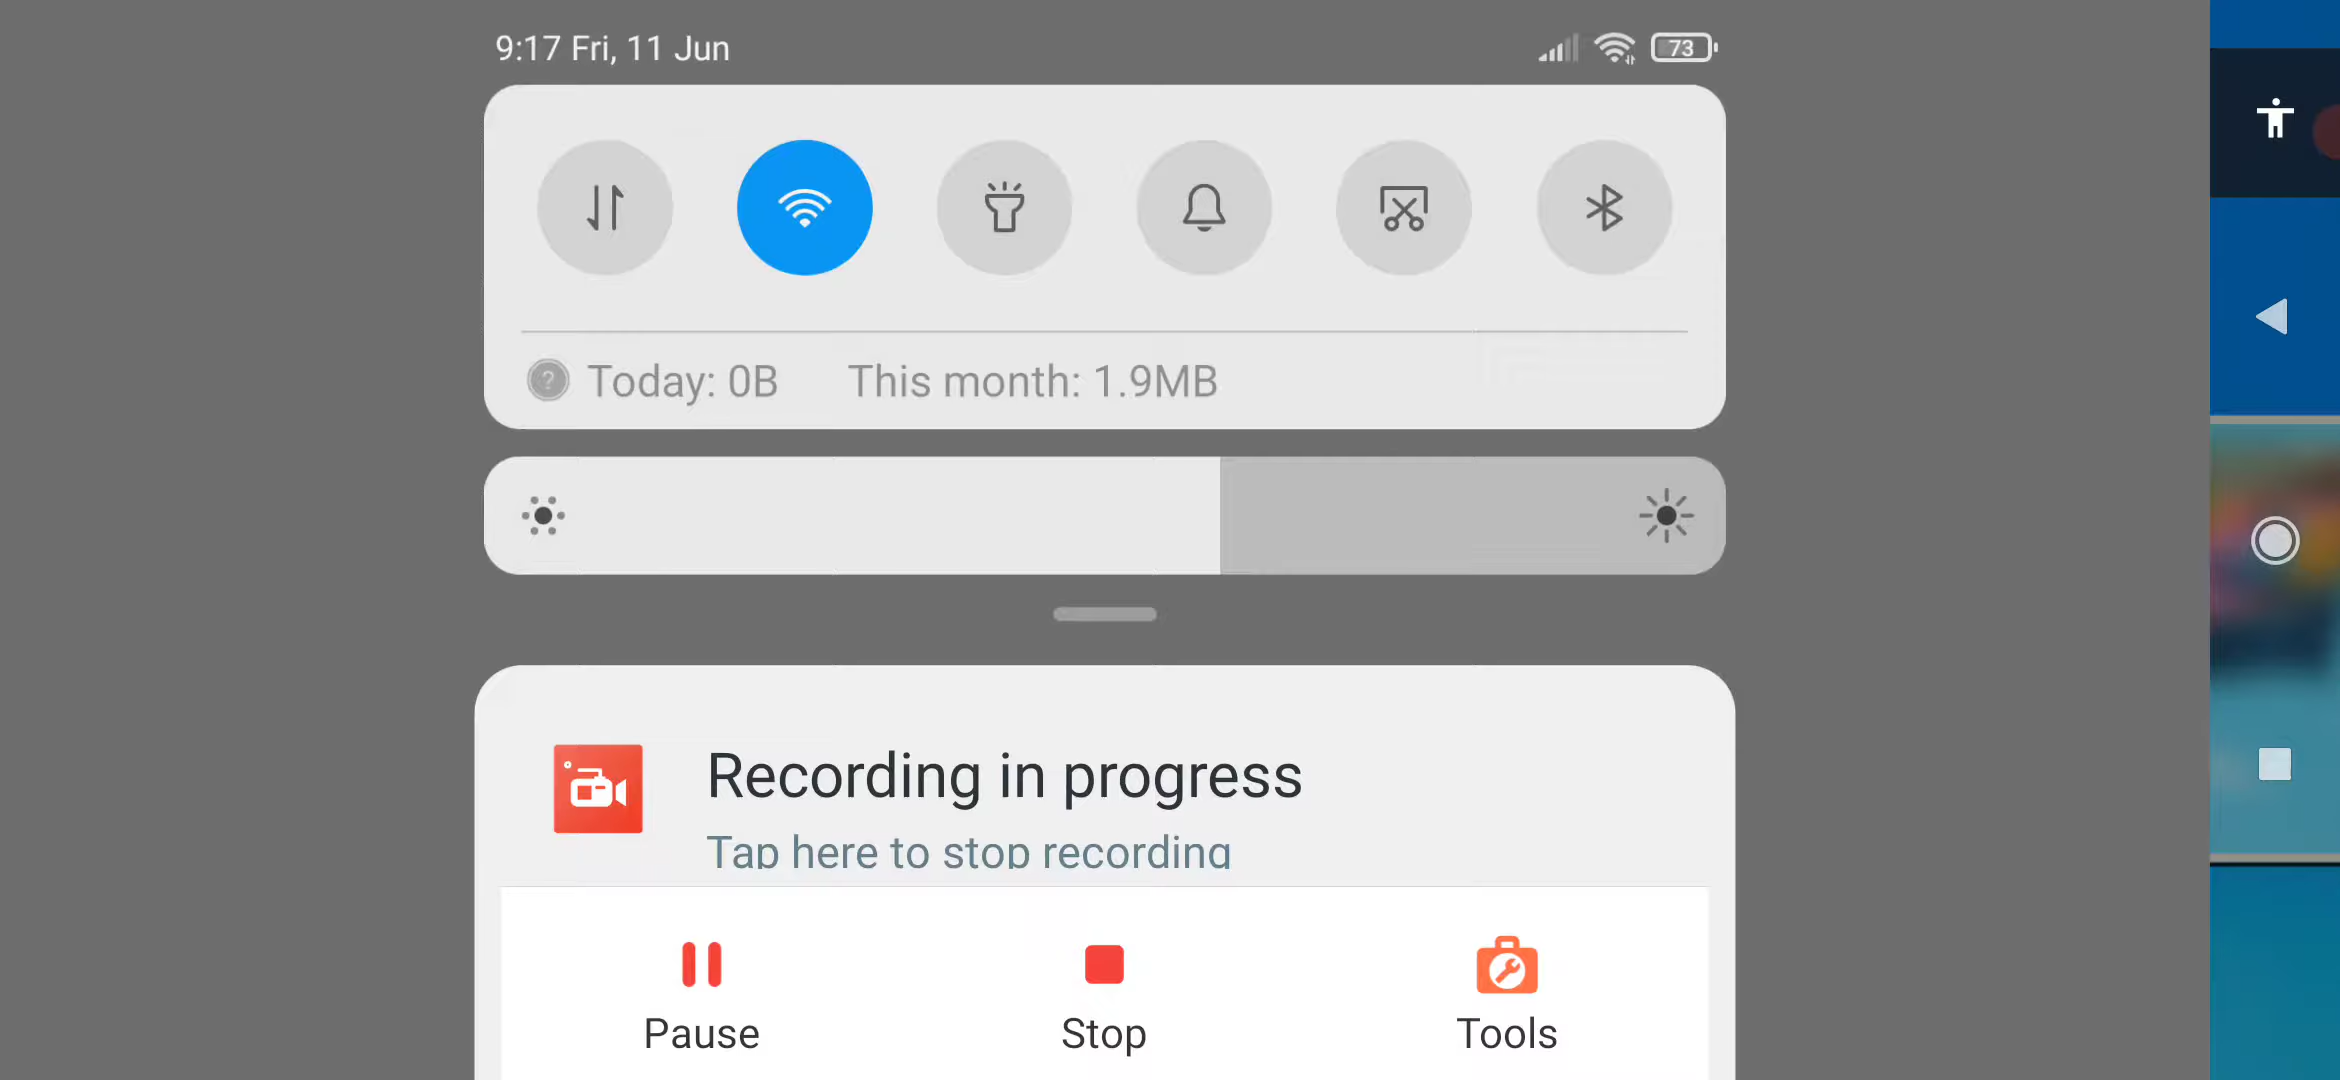 9:17 Fri, 11 Jun
73
Today: 0B This month: 1.9MB
Recording in progress
Tap here to stop recording
Pause Stop Tools